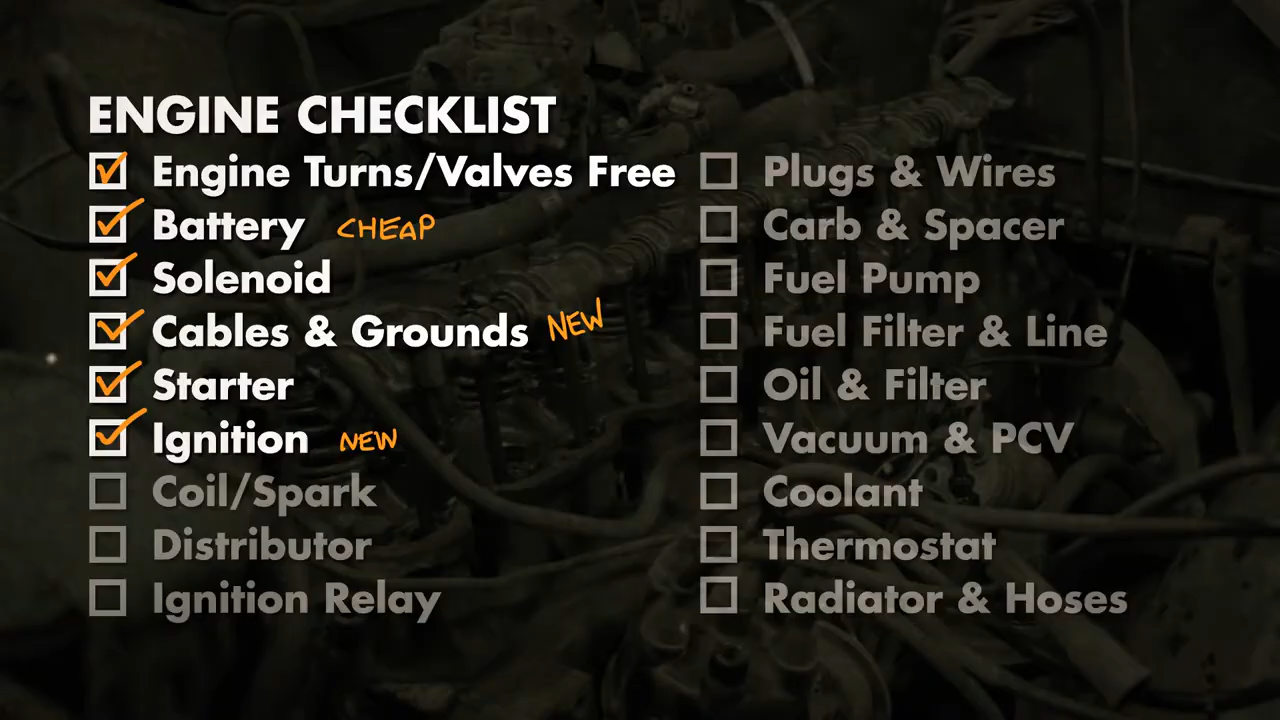 ENGINE CHECKLIST
Engine Turns/Valves Free
Battery CHEAP
Solenoid
Cables & Grounds NEW
Starter
Ignition NEW
Coil/Spark
Distributor
Ignition Relay
Plugs & Wires
Carb & Spacer
Fuel Pump
Fuel Filter & Line
Oil & Filter
Vacuum & PCV
Coolant
Thermostat
Radiator & Hoses